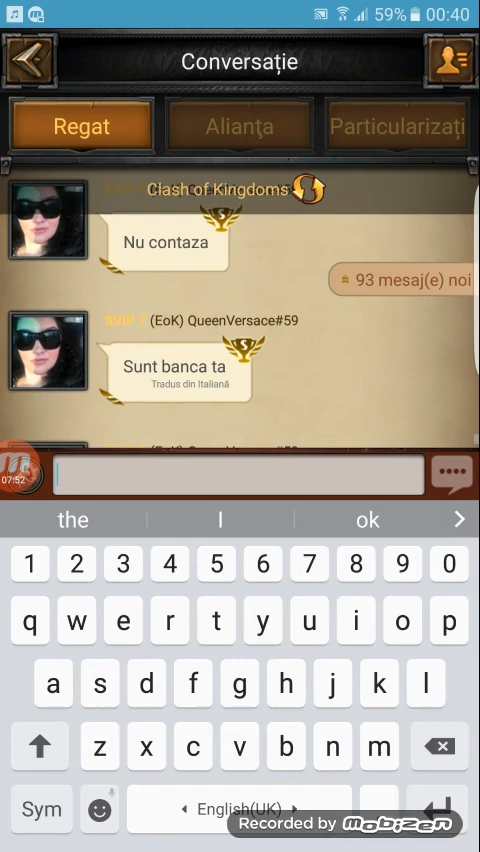 59% 00:40
Conversație
Regat
Alianţa
Particularizați
Clash of Kingdoms
Nu contaza
93 mesaj(e) noi
SVIP 7 (EoK) QueenVersace#59
Sunt banca ta
Tradus din Italiană
07:52
the I ok
1 2 3 4 5 6 7 8 9 0
q w e r t y u i o p
a s d f g h j k l
z x c v b n m
Sym English(UK)
Recorded by MOBIZEN